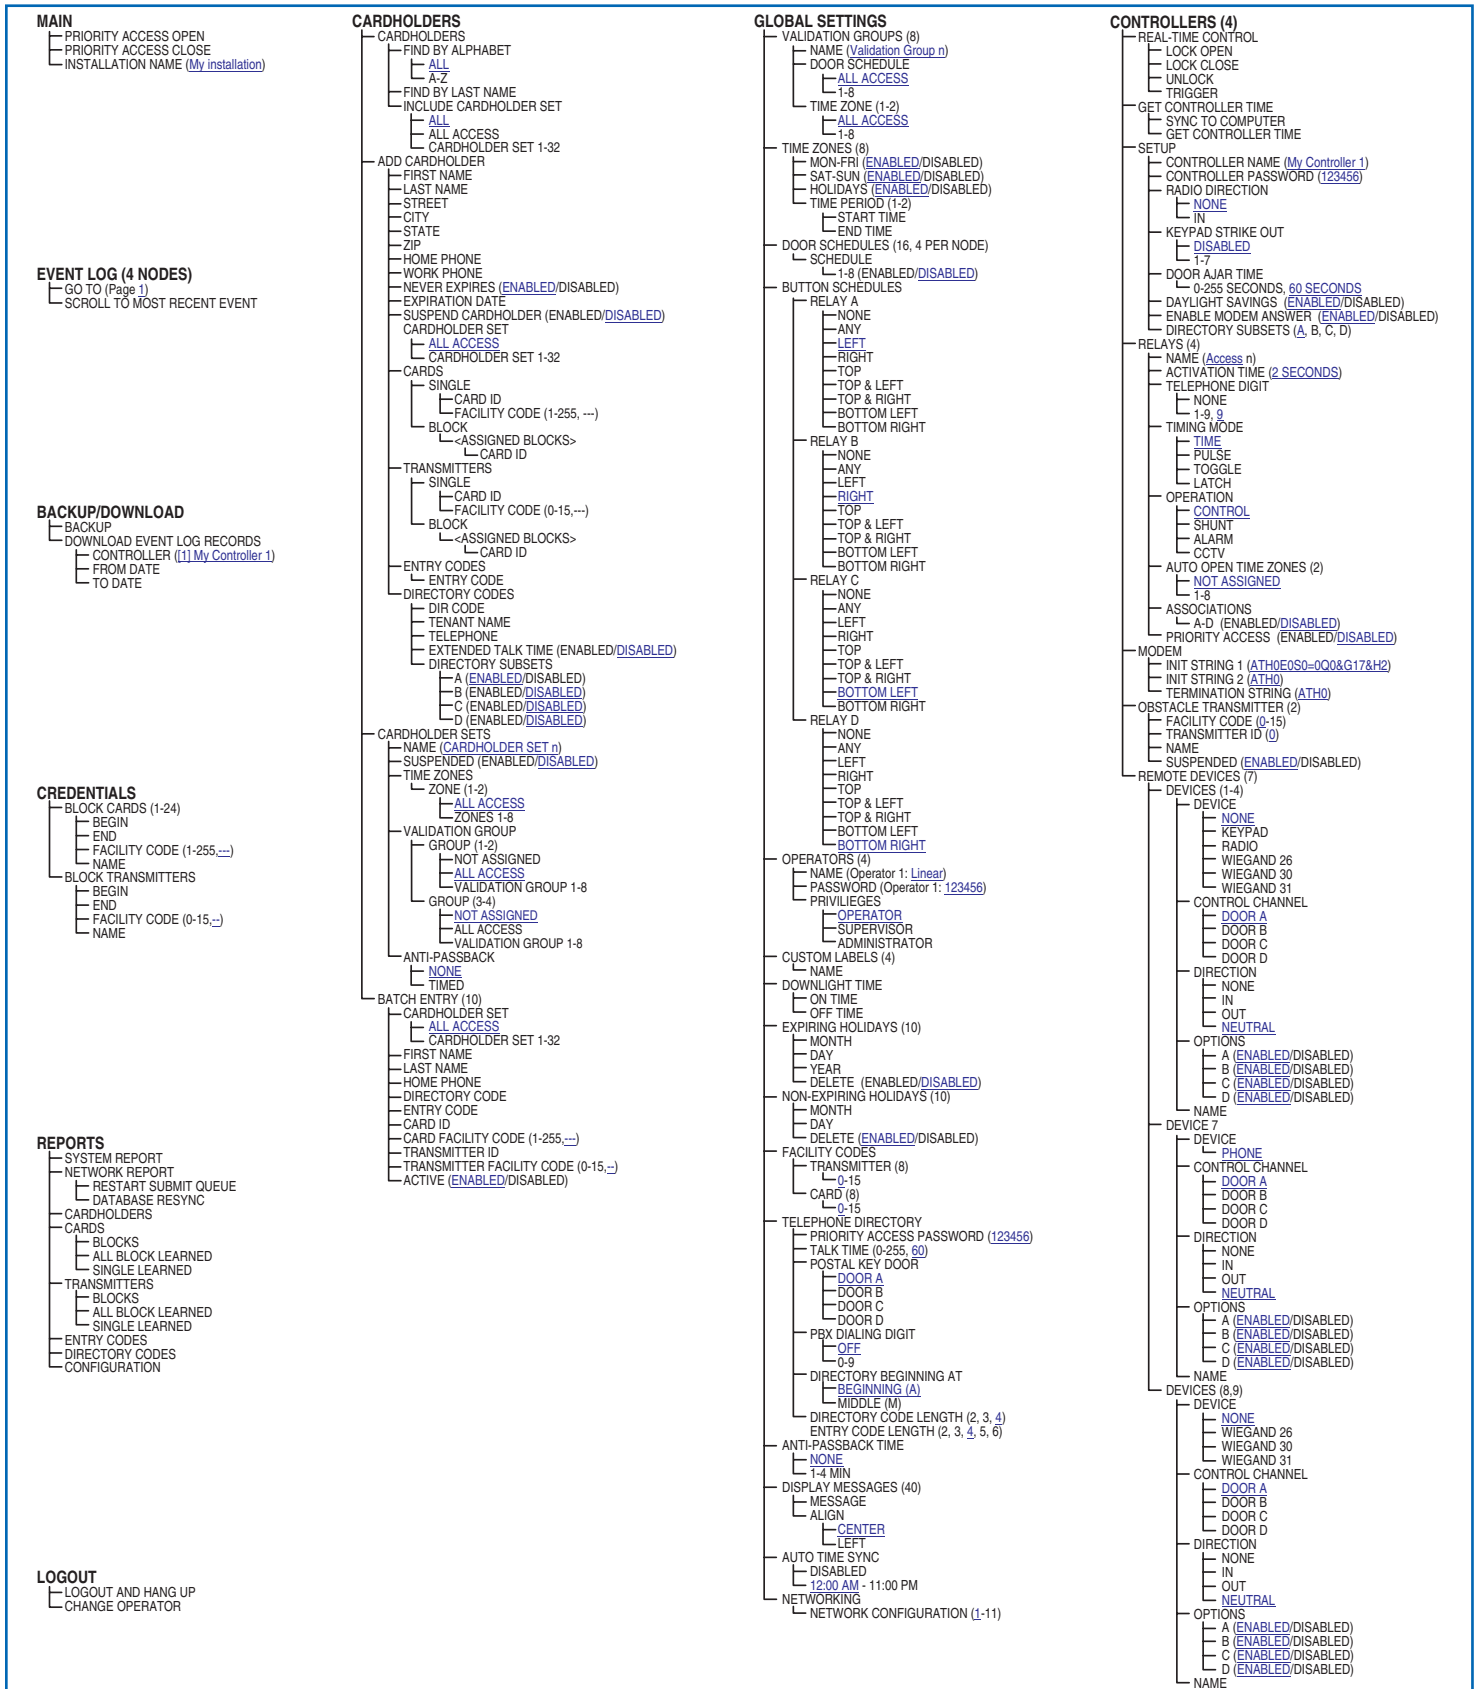 MAIN
PRIORITY ACCESS OPEN
PRIORITY ACCESS CLOSE
INSTALLATION NAME (My installation)
EVENT LOG (4 NODES)
GO TO (Page 1)
SCROLL TO MOST RECENT EVENT
BACKUP/DOWNLOAD
BACKUP
DOWNLOAD EVENT LOG RECORDS
CONTROLLER ([1] My Controller 1)
FROM DATE
TO DATE
CREDENTIALS
BLOCK CARDS (1-24)
BEGIN
END
FACILITY CODE (1-255,---)
NAME
BLOCK TRANSMITTERS
BEGIN
END
FACILITY CODE (0-15,--)
NAME
REPORTS
SYSTEM REPORT
NETWORK REPORT
RESTART SUBMIT QUEUE
DATABASE RESYNC
CARDHOLDERS
CARDS
BLOCKS
ALL BLOCK LEARNED
SINGLE LEARNED
TRANSMITTERS
BLOCKS
ALL BLOCK LEARNED
SINGLE LEARNED
ENTRY CODES
DIRECTORY CODES
CONFIGURATION
LOGOUT
LOGOUT AND HANG UP
CHANGE OPERATOR
CARDHOLDERS
CARDHOLDERS
FIND BY ALPHABET
ALL
A-Z
FIND BY LAST NAME
INCLUDE CARDHOLDER SET
ALL
ALL ACCESS
CARDHOLDER SET 1-32
ADD CARDHOLDER
FIRST NAME
LAST NAME
STREET
CITY
STATE
ZIP
HOME PHONE
WORK PHONE
NEVER EXPIRES (ENABLED/DISABLED)
EXPIRATION DATE
SUSPEND CARDHOLDER (ENABLED/DISABLED)
CARDHOLDER SET
ALL ACCESS
CARDHOLDER SET 1-32
CARDS
SINGLE
CARD ID
FACILITY CODE (1-255, ---)
BLOCK
<ASSIGNED BLOCKS>
CARD ID
TRANSMITTERS
SINGLE
CARD ID
FACILITY CODE (0-15,---)
BLOCK
<ASSIGNED BLOCKS>
CARD ID
ENTRY CODES
ENTRY CODE
DIRECTORY CODES
DIR CODE
TENANT NAME
TELEPHONE
EXTENDED TALK TIME (ENABLED/DISABLED)
DIRECTORY SUBSETS
A (ENABLED/DISABLED)
B (ENABLED/DISABLED)
C (ENABLED/DISABLED)
D (ENABLED/DISABLED)
CARDHOLDER SETS
NAME (CARDHOLDER SET n)
SUSPENDED (ENABLED/DISABLED)
TIME ZONES
ZONE (1-2)
ALL ACCESS
ZONES 1-8
VALIDATION GROUP
GROUP (1-2)
NOT ASSIGNED
ALL ACCESS
VALIDATION GROUP 1-8
GROUP (3-4)
NOT ASSIGNED
ALL ACCESS
VALIDATION GROUP 1-8
ANTI-PASSBACK
NONE
TIMED
BATCH ENTRY (10)
CARDHOLDER SET
ALL ACCESS
CARDHOLDER SET 1-32
FIRST NAME
LAST NAME
HOME PHONE
DIRECTORY CODE
ENTRY CODE
CARD ID
CARD FACILITY CODE (1-255,---)
TRANSMITTER ID
TRANSMITTER FACILITY CODE (0-15,--)
ACTIVE (ENABLED/DISABLED)
GLOBAL SETTINGS
VALIDATION GROUPS (8)
NAME (Validation Group n)
DOOR SCHEDULE
ALL ACCESS
1-8
TIME ZONE (1-2)
ALL ACCESS
1-8
TIME ZONES (8)
MON-FRI (ENABLED/DISABLED)
SAT-SUN (ENABLED/DISABLED)
HOLIDAYS (ENABLED/DISABLED)
TIME PERIOD (1-2)
START TIME
END TIME
DOOR SCHEDULES (16, 4 PER NODE)
SCHEDULE
1-8 (ENABLED/DISABLED)
BUTTON SCHEDULES
RELAY A
NONE
ANY
LEFT
RIGHT
TOP
TOP & LEFT
TOP & RIGHT
BOTTOM LEFT
BOTTOM RIGHT
RELAY B
NONE
ANY
LEFT
RIGHT
TOP
TOP & LEFT
TOP & RIGHT
BOTTOM LEFT
BOTTOM RIGHT
RELAY C
NONE
ANY
LEFT
RIGHT
TOP
TOP & LEFT
TOP & RIGHT
BOTTOM LEFT
BOTTOM RIGHT
RELAY D
NONE
ANY
LEFT
RIGHT
TOP
TOP & LEFT
TOP & RIGHT
BOTTOM LEFT
BOTTOM RIGHT
OPERATORS (4)
NAME (Operator 1: Linear)
PASSWORD (Operator 1: 123456)
PRIVILIEGES
OPERATOR
SUPERVISOR
ADMINISTRATOR
CUSTOM LABELS (4)
NAME
DOWNLIGHT TIME
ON TIME
OFF TIME
EXPIRING HOLIDAYS (10)
MONTH
DAY
YEAR
DELETE (ENABLED/DISABLED)
NON-EXPIRING HOLIDAYS (10)
MONTH
DAY
DELETE (ENABLED/DISABLED)
FACILITY CODES
TRANSMITTER (8)
0-15
CARD (8)
0-15
TELEPHONE DIRECTORY
PRIORITY ACCESS PASSWORD (123456)
TALK TIME (0-255, 60)
POSTAL KEY DOOR
DOOR A
DOOR B
DOOR C
DOOR D
PBX DIALING DIGIT
OFF
0-9
DIRECTORY BEGINNING AT
BEGINNING (A)
MIDDLE (M)
DIRECTORY CODE LENGTH (2, 3, 4)
ENTRY CODE LENGTH (2, 3, 4, 5, 6)
ANTI-PASSBACK TIME
NONE
1-4 MIN
DISPLAY MESSAGES (40)
MESSAGE
ALIGN
CENTER
LEFT
AUTO TIME SYNC
DISABLED
12:00 AM - 11:00 PM
NETWORKING
NETWORK CONFIGURATION (1-11)
CONTROLLERS (4)
REAL-TIME CONTROL
LOCK OPEN
LOCK CLOSE
UNLOCK
TRIGGER
GET CONTROLLER TIME
SYNC TO COMPUTER
GET CONTROLLER TIME
SETUP
CONTROLLER NAME (My Controller 1)
CONTROLLER PASSWORD (123456)
RADIO DIRECTION
NONE
IN
KEYPAD STRIKE OUT
DISABLED
1-7
DOOR AJAR TIME
0-255 SECONDS, 60 SECONDS
DAYLIGHT SAVINGS (ENABLED/DISABLED)
ENABLE MODEM ANSWER (ENABLED/DISABLED)
DIRECTORY SUBSETS (A, B, C, D)
RELAYS (4)
NAME (Access n)
ACTIVATION TIME (2 SECONDS)
TELEPHONE DIGIT
NONE
1-9, 9
TIMING MODE
TIME
PULSE
TOGGLE
LATCH
OPERATION
CONTROL
SHUNT
ALARM
CCTV
AUTO OPEN TIME ZONES (2)
NOT ASSIGNED
1-8
ASSOCIATIONS
A-D (ENABLED/DISABLED)
PRIORITY ACCESS (ENABLED/DISABLED)
MODEM
INIT STRING 1 (ATH0E0S0=0Q0&G17&H2)
INIT STRING 2 (ATH0)
TERMINATION STRING (ATH0)
OBSTACLE TRANSMITTER (2)
FACILITY CODE (0-15)
TRANSMITTER ID (0)
NAME
SUSPENDED (ENABLED/DISABLED)
REMOTE DEVICES (7)
DEVICES (1-4)
DEVICE
NONE
KEYPAD
RADIO
WIEGAND 26
WIEGAND 30
WIEGAND 31
CONTROL CHANNEL
DOOR A
DOOR B
DOOR C
DOOR D
DIRECTION
NONE
IN
OUT
NEUTRAL
OPTIONS
A (ENABLED/DISABLED)
B (ENABLED/DISABLED)
C (ENABLED/DISABLED)
D (ENABLED/DISABLED)
NAME
DEVICE 7
DEVICE
PHONE
CONTROL CHANNEL
DOOR A
DOOR B
DOOR C
DOOR D
DIRECTION
NONE
IN
OUT
NEUTRAL
OPTIONS
A (ENABLED/DISABLED)
B (ENABLED/DISABLED)
C (ENABLED/DISABLED)
D (ENABLED/DISABLED)
NAME
DEVICES (8,9)
DEVICE
NONE
WIEGAND 26
WIEGAND 30
WIEGAND 31
CONTROL CHANNEL
DOOR A
DOOR B
DOOR C
DOOR D
DIRECTION
NONE
IN
OUT
NEUTRAL
OPTIONS
A (ENABLED/DISABLED)
B (ENABLED/DISABLED)
C (ENABLED/DISABLED)
D (ENABLED/DISABLED)
NAME